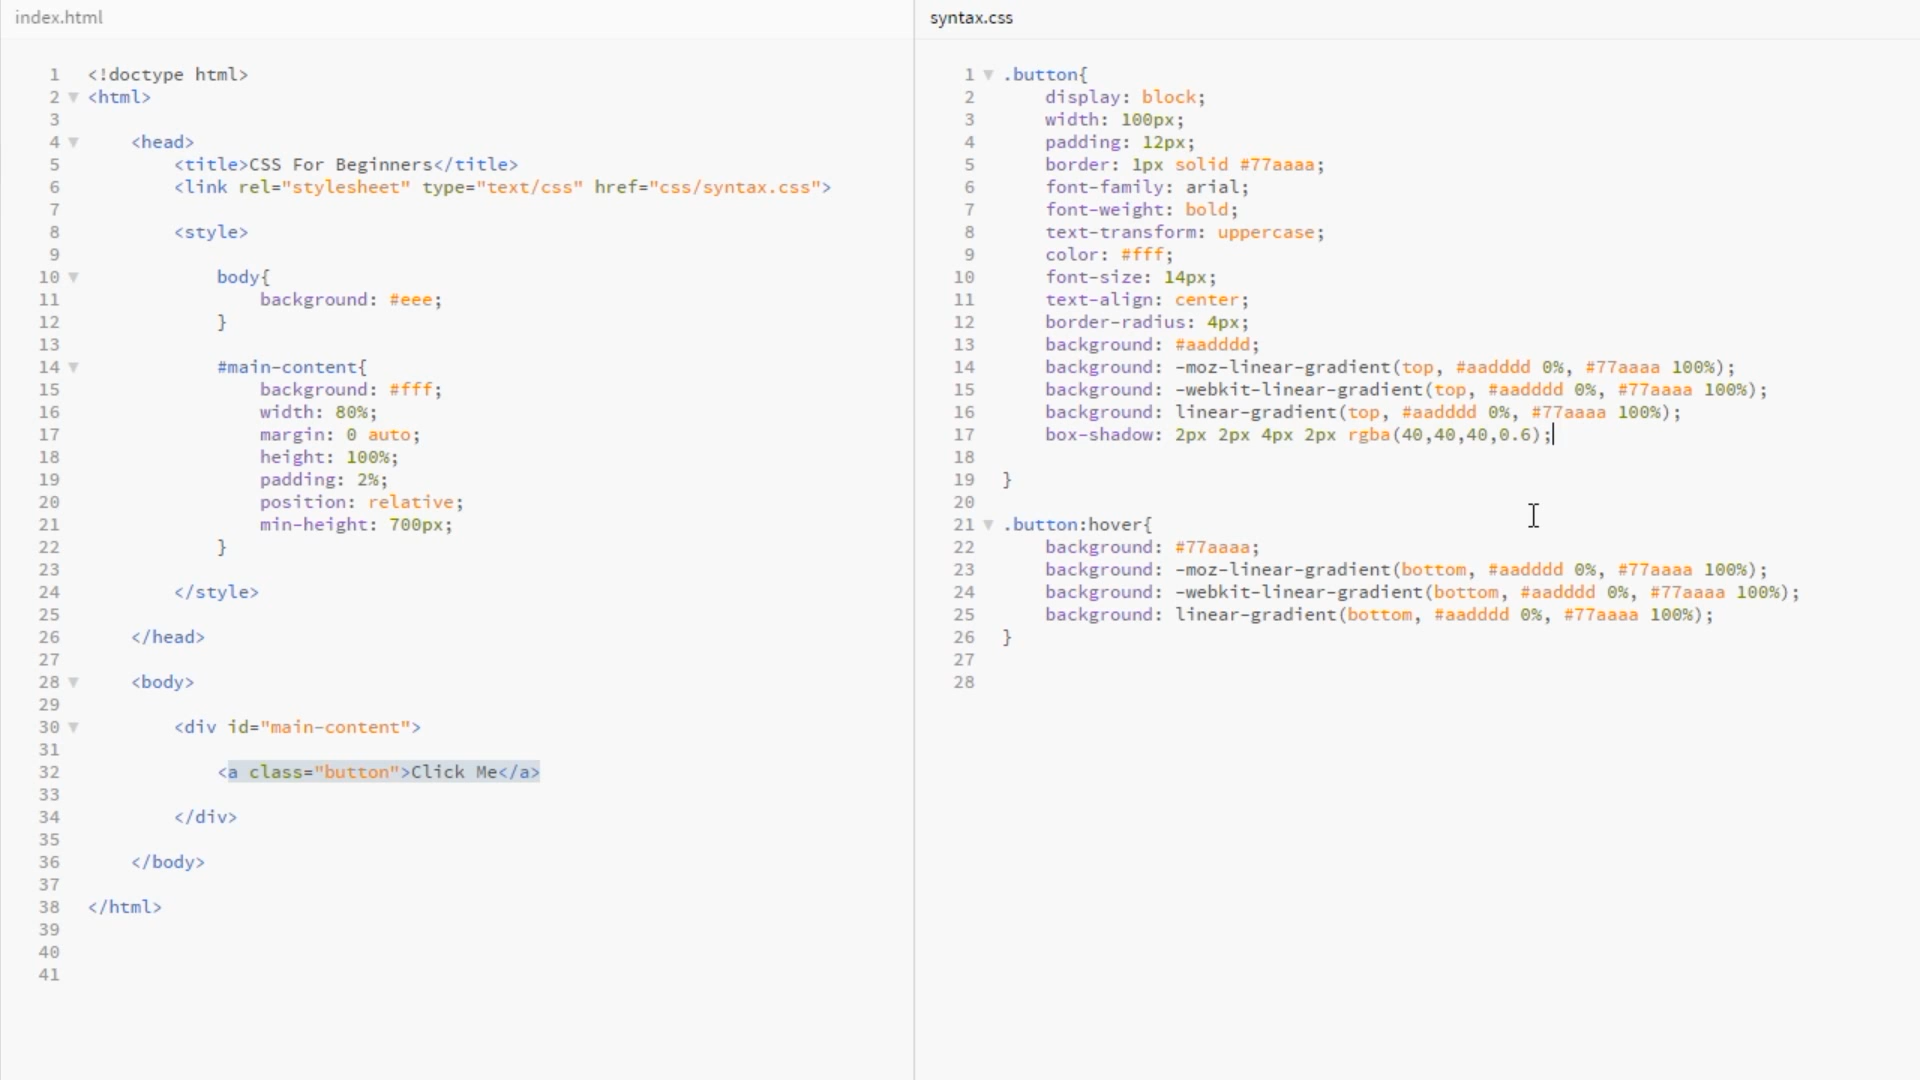 index.html
1 <!doctype html>
2 <html>
3
4 <head>
5 <title>CSS For Beginners</title>
6 <link rel="stylesheet" type="text/css" href="css/syntax.css">
7
8 <style>
9
10 body{
11 background: #eee;
12 }
13
14 #main-content{
15 background: #fff;
16 width: 80%;
17 margin: 0 auto;
18 height: 100%;
19 padding: 2%;
20 position: relative;
21 min-height: 700px;
22 }
23
24 </style>
25
26 </head>
27
28 <body>
29
30 <div id="main-content">
31
32 <a class="button">Click Me</a>
33
34 </div>
35
36 </body>
37
38 </html>
39
40
41
syntax.css
1 .button{
2 display: block;
3 width: 100px;
4 padding: 12px;
5 border: 1px solid #77aaaa;
6 font-family: arial;
7 font-weight: bold;
8 text-transform: uppercase;
9 color: #fff;
10 font-size: 14px;
11 text-align: center;
12 border-radius: 4px;
13 background: #aadddd;
14 background: -moz-linear-gradient(top, #aadddd 0%, #77aaaa 100%);
15 background: -webkit-linear-gradient(top, #aadddd 0%, #77aaaa 100%);
16 background: linear-gradient(top, #aadddd 0%, #77aaaa 100%);
17 box-shadow: 2px 2px 4px 2px rgba(40,40,40,0.6);
18
19 }
20
21 .button:hover{
22 background: #77aaaa;
23 background: -moz-linear-gradient(bottom, #aadddd 0%, #77aaaa 100%);
24 background: -webkit-linear-gradient(bottom, #aadddd 0%, #77aaaa 100%);
25 background: linear-gradient(bottom, #aadddd 0%, #77aaaa 100%);
26 }
27
28